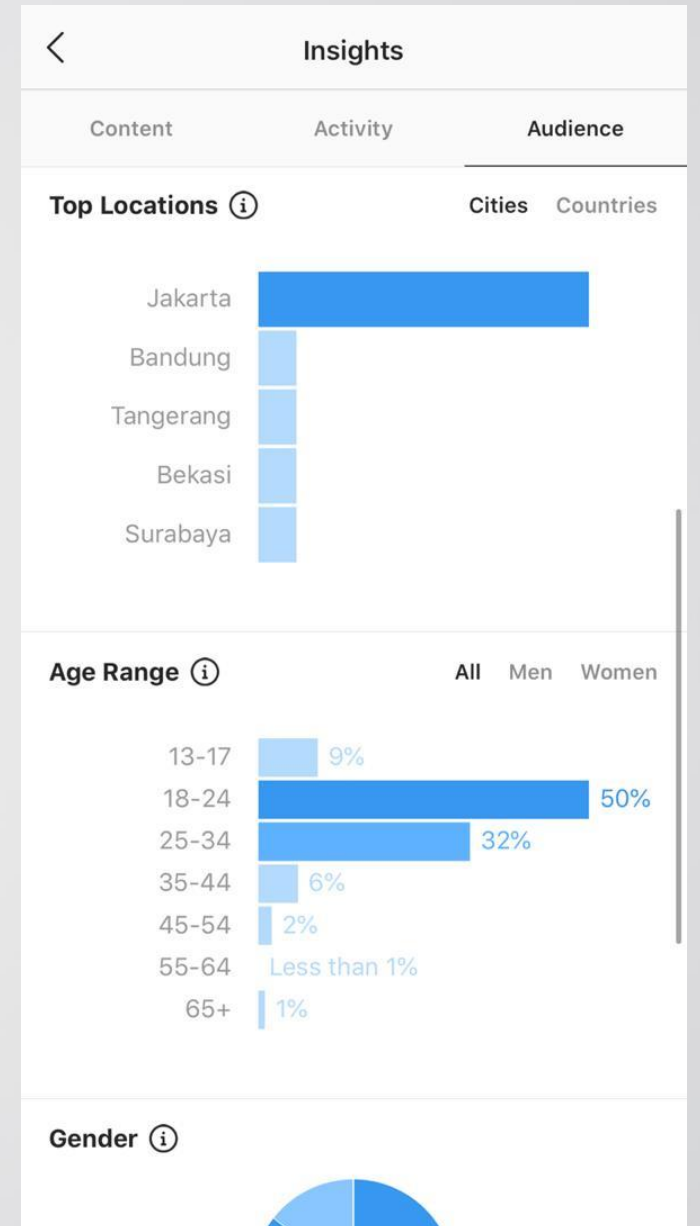 Insights
Content Activity Audience
Top Locations Cities Countries
Jakarta
Bandung
Tangerang
Bekasi
Surabaya
Age Range All Men Women
13-17 9%
18-24 50%
25-34 32%
35-44 6%
45-54 2%
55-64 Less than 1%
65+ 1%
Gender